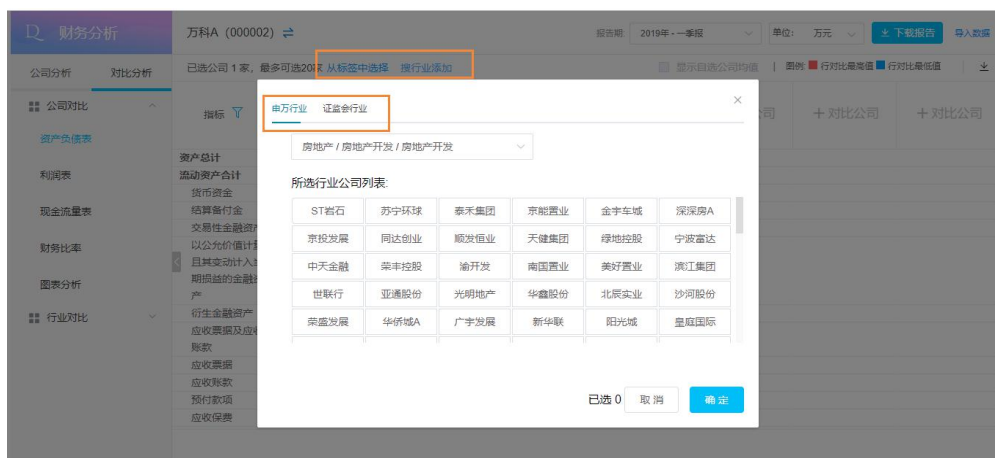 财务分析
万科A (000002)
报告期 2019年 - 一季报 单位: 万元 下载报告 导入数据
公司分析 对比分析
已选公司 1 家，最多可选20家 从标签中选择 搜行业添加 显示自选公司均值 | 图例: 行对比最高值 行对比最低值
公司对比
资产负债表
利润表
现金流量表
财务比率
图表分析
行业对比
指标
公司 + 对比公司 + 对比公司
资产总计
流动资产合计
货币资金
结算备付金
交易性金融资产
以公允价值计
且其变动计入
期损益的金融
产
衍生金融资产
应收票据及应收
账款
应收票据
应收账款
预付款项
应收保费
申万行业 证监会行业
房地产 / 房地产开发 / 房地产开发
所选行业公司列表:
ST岩石 苏宁环球 泰禾集团 京能置业 金宇车城 深深房A
京投发展 同达创业 顺发恒业 天健集团 绿地控股 宁波富达
中天金融 荣丰控股 渝开发 南国置业 美好置业 滨江集团
世联行 亚通股份 光明地产 华鑫股份 北辰实业 沙河股份
荣盛发展 华侨城A 广宇发展 新华联 阳光城 皇庭国际
已选 0 取消 确定